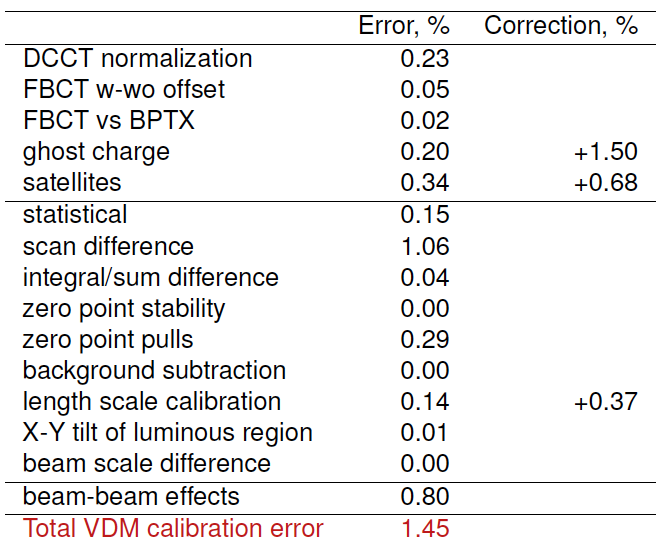 Error, % Correction, %
DCCT normalization 0.23
FBCT w-wo offset 0.05
FBCT vs BPTX 0.02
ghost charge 0.20 +1.50
satellites 0.34 +0.68
statistical 0.15
scan difference 1.06
integral/sum difference 0.04
zero point stability 0.00
zero point pulls 0.29
background subtraction 0.00
length scale calibration 0.14 +0.37
X-Y tilt of luminous region 0.01
beam scale difference 0.00
beam-beam effects 0.80
Total VDM calibration error 1.45